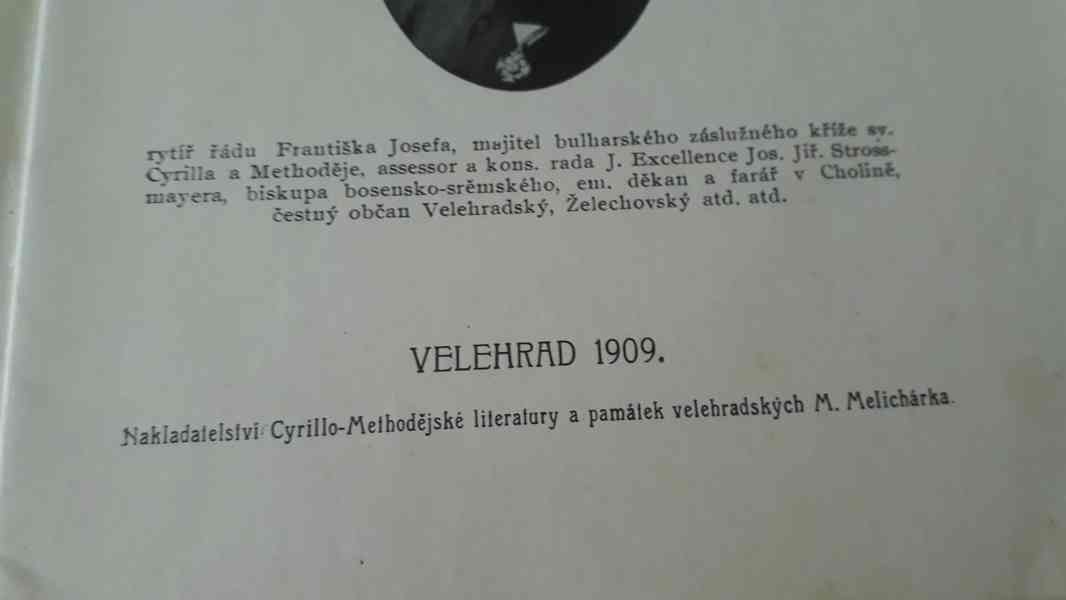 rytíř řádu Františka Josefa, majitel bulharského záslužného kříže sv.
Cyrilla a Methoděje, assessor a kons. rada J. Excellence Jos. Jiř. Stross-
mayera, biskupa bosensko-srěmského, em. děkan a farář v Cholině,
čestný občan Velehradský, Želechovský atd. atd.
VELEHRAD 1909.
Nakladatelství Cyrillo-Methodějské literatury a památek velehradských M. Melichárka.